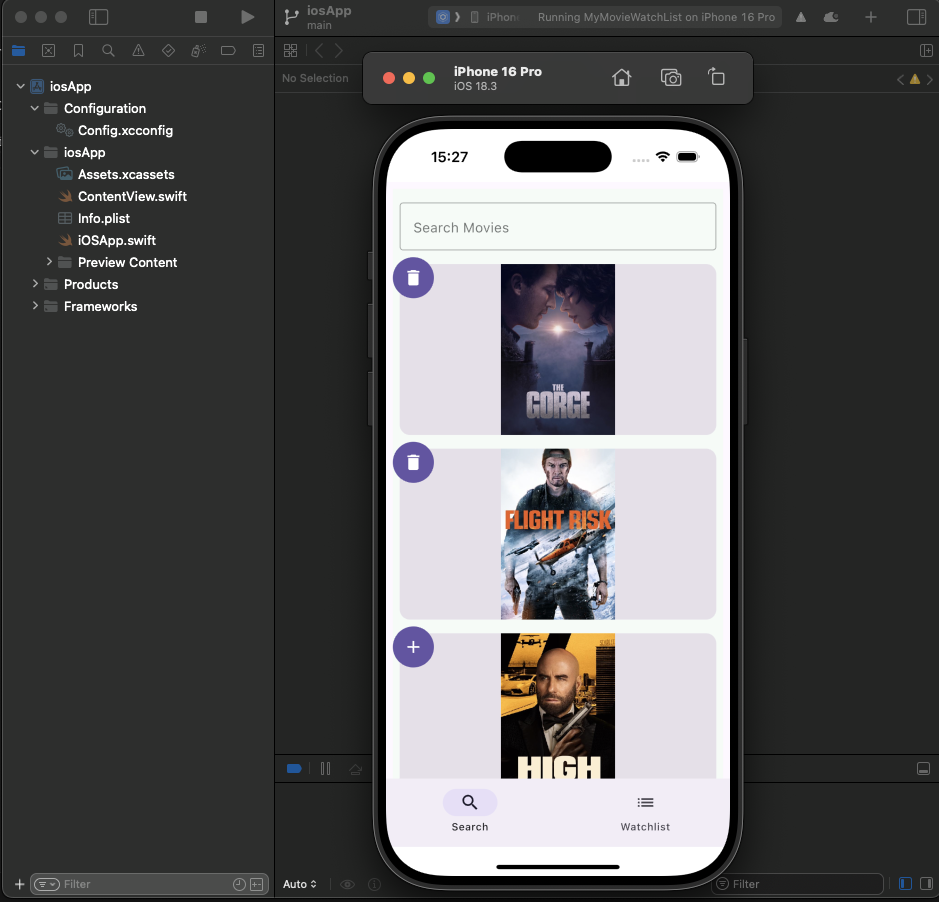 iosApp
main
iPhone
Running MyMovieWatchList on iPhone 16 Pro
No Selection
iPhone 16 Pro
iOS 18.3
iosApp
Configuration
Config.xcconfig
iosApp
Assets.xcassets
ContentView.swift
Info.plist
iOSApp.swift
Preview Content
Products
Frameworks
15:27
Search Movies
THE
GORGE
FLIGHT RISK
HIGH
Search
Watchlist
Filter
Auto
Filter